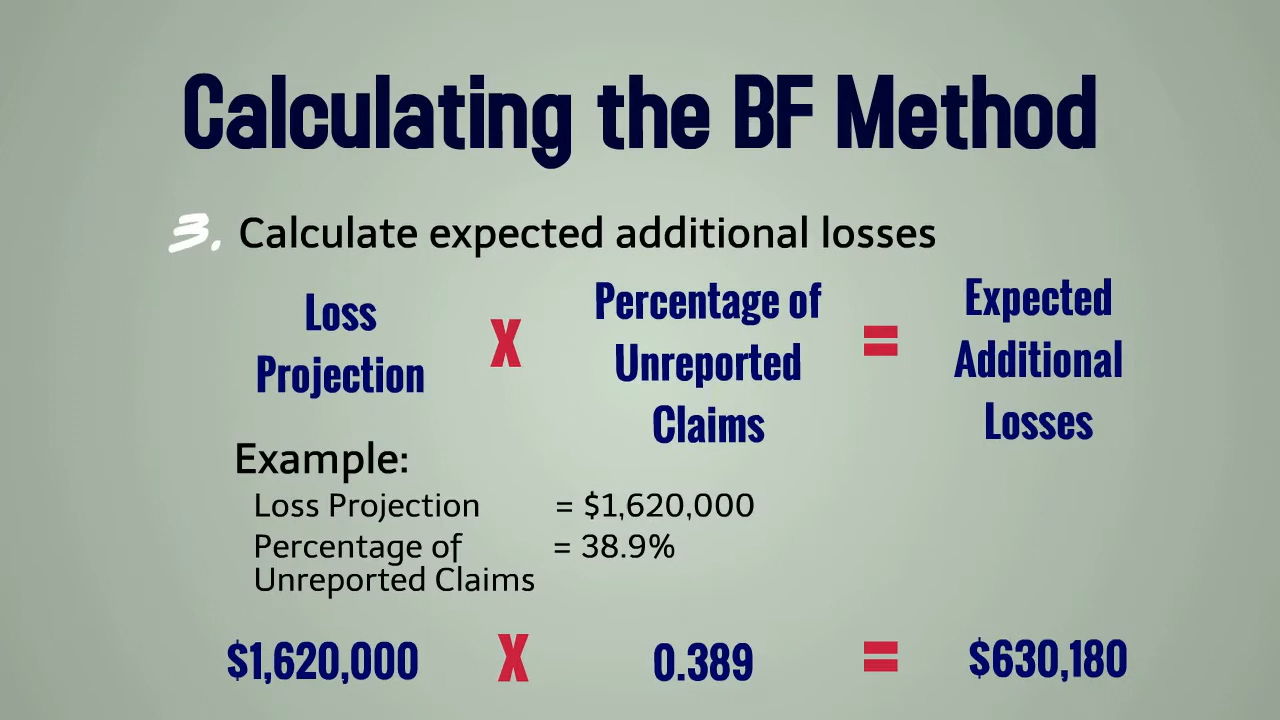 Calculating the BF Method
3. Calculate expected additional losses
Loss
Projection
X
Percentage of
Unreported
Claims
=
Expected
Additional
Losses
Example:
Loss Projection = $1,620,000
Percentage of = 38.9%
Unreported Claims
$1,620,000 X 0.389 = $630,180